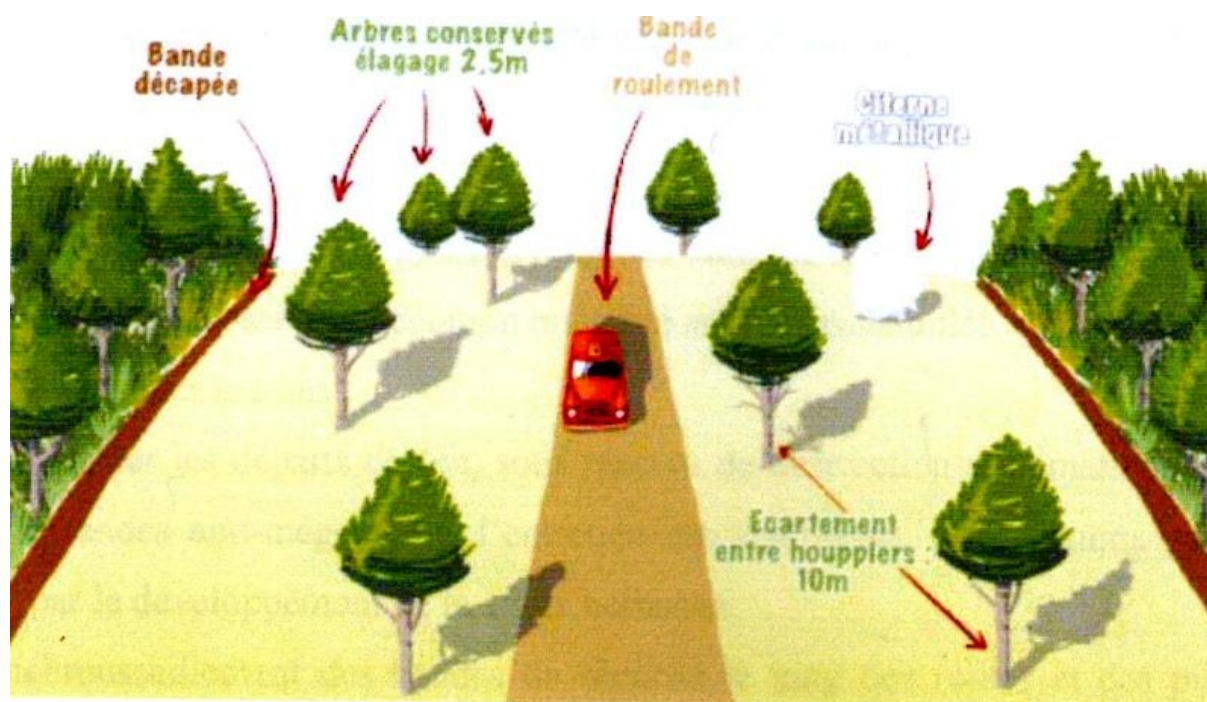 Bande
décapée
Arbres conservés
élagage 2,5m
Bande
de
roulement
Citerne
métallique
Ecartement
entre houppiers :
10m